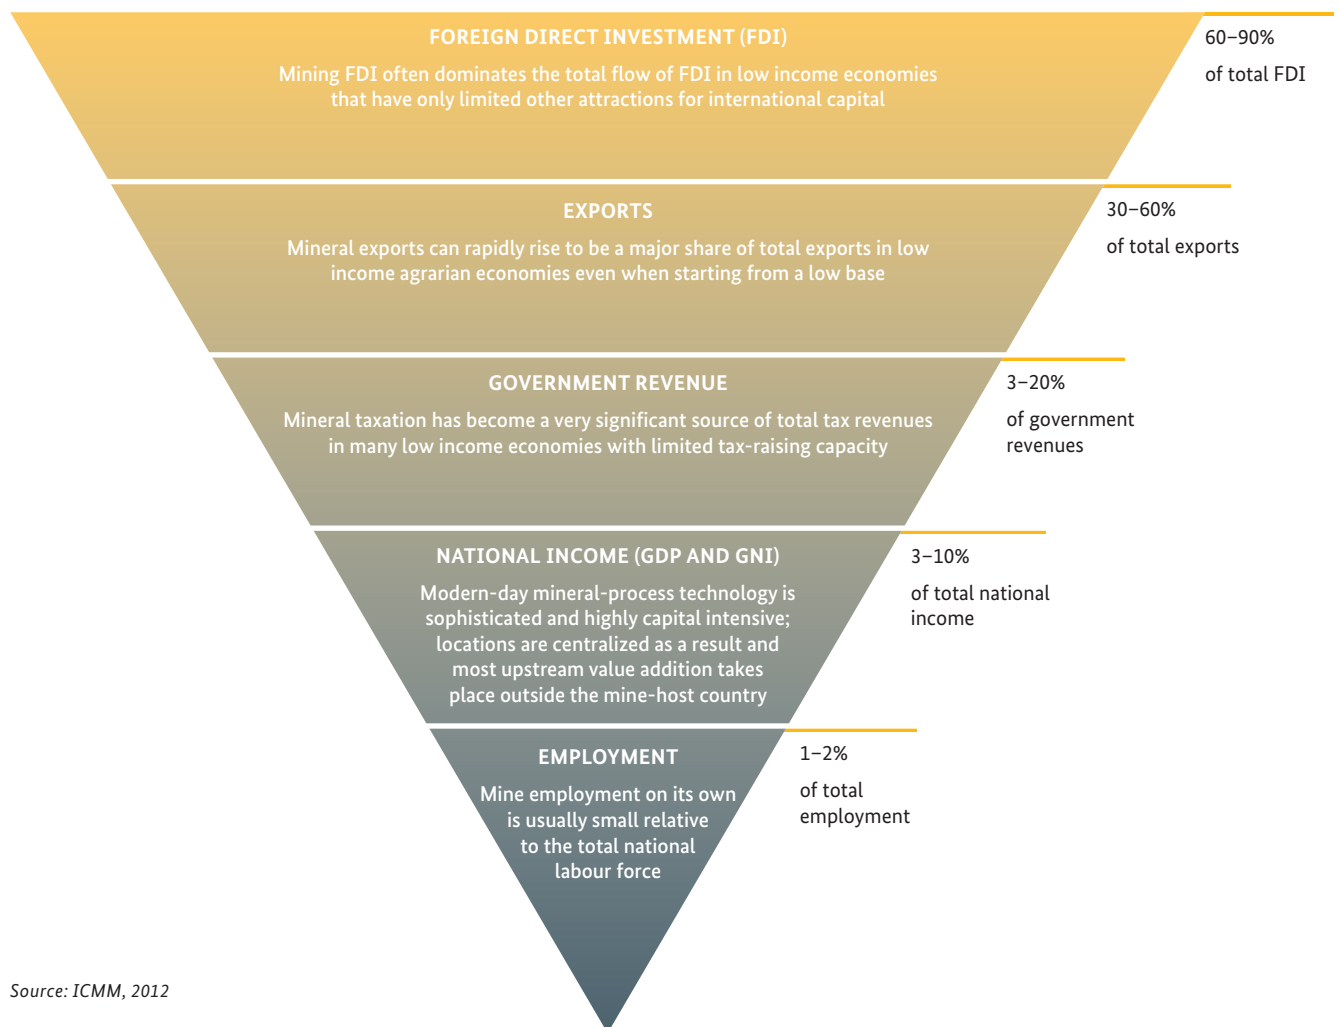 FOREIGN DIRECT INVESTMENT (FDI)
Mining FDI often dominates the total flow of FDI in low income economies
that have only limited other attractions for international capital
60–90%
of total FDI
EXPORTS
Mineral exports can rapidly rise to be a major share of total exports in low
income agrarian economies even when starting from a low base
30–60%
of total exports
GOVERNMENT REVENUE
Mineral taxation has become a very significant source of total tax revenues
in many low income economies with limited tax-raising capacity
3–20%
of government
revenues
NATIONAL INCOME (GDP AND GNI)
Modern-day mineral-process technology is
sophisticated and highly capital intensive;
locations are centralized as a result and
most upstream value addition takes
place outside the mine-host country
3–10%
of total national
income
EMPLOYMENT
Mine employment on its own
is usually small relative
to the total national
labour force
1–2%
of total
employment
Source: ICMM, 2012